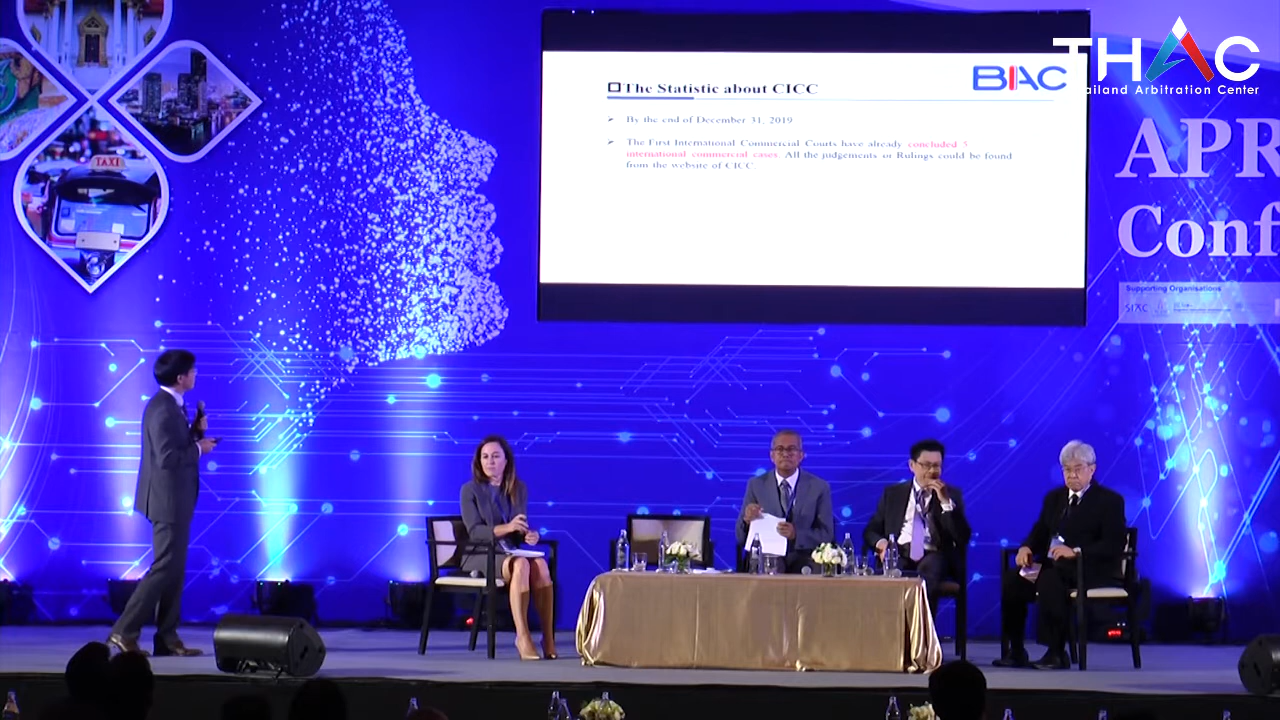 THAC
Thailand Arbitration Center
BIAC
The Statistic about CICC
By the end of December 31, 2019
The First International Commercial Courts have already concluded 5
international commercial cases. All the judgements or Rulings could be found
from the website of CICC.
APR
Conf
Supporting Organisations
SIAC
TAXI